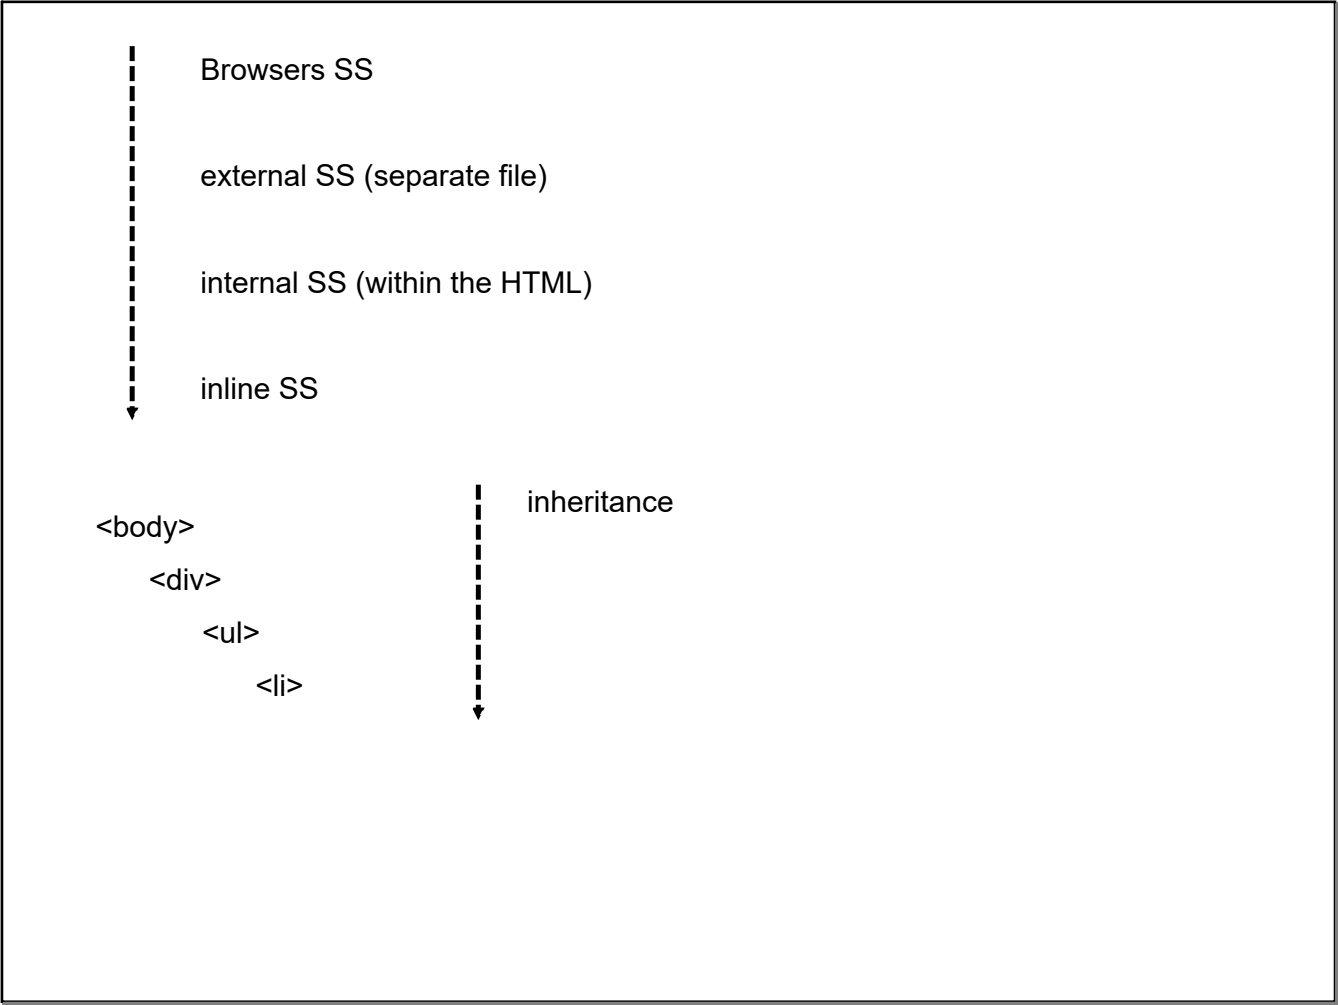 Browsers SS
external SS (separate file)
internal SS (within the HTML)
inline SS
inheritance
<body>
<div>
<ul>
<li>